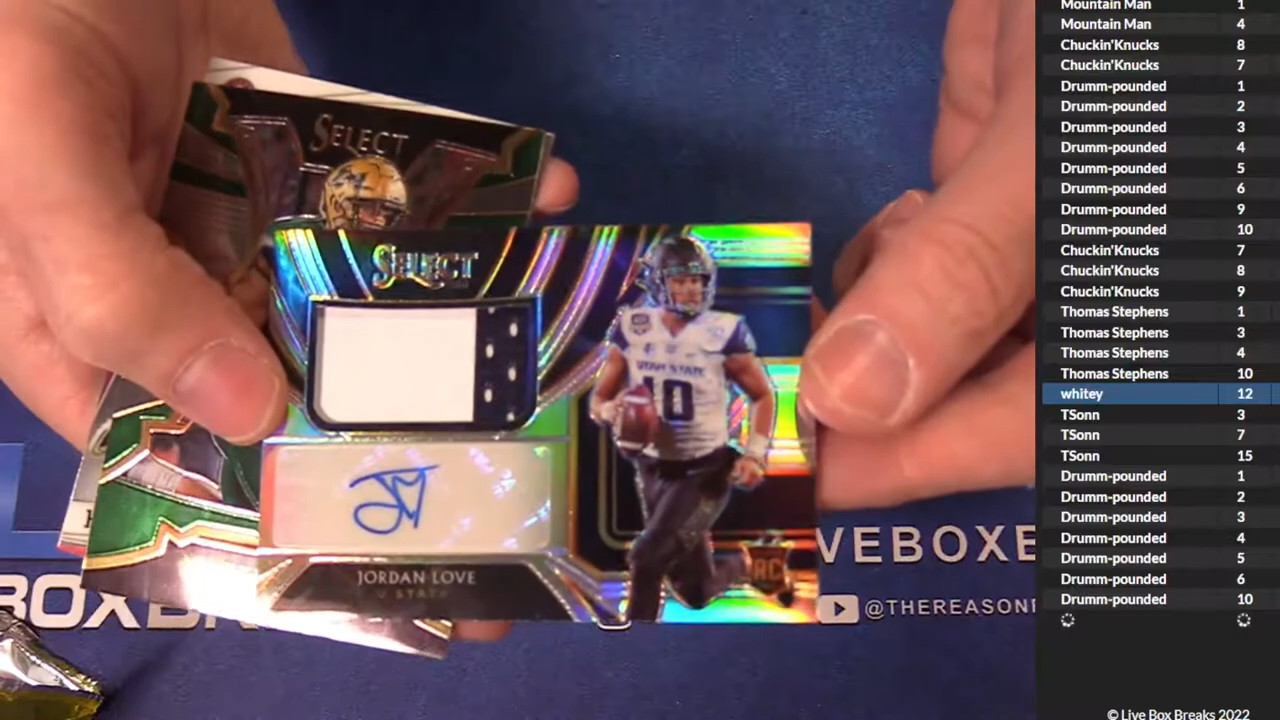 SELECT
SELECT
UTAH STATE
10
JORDAN LOVE
RC
VEBOXB
BOXB
@THEREASON
Mountain Man 1
Mountain Man 4
Chuckin'Knucks 8
Chuckin'Knucks 7
Drumm-pounded 1
Drumm-pounded 2
Drumm-pounded 3
Drumm-pounded 4
Drumm-pounded 5
Drumm-pounded 6
Drumm-pounded 9
Drumm-pounded 10
Chuckin'Knucks 7
Chuckin'Knucks 8
Chuckin'Knucks 9
Thomas Stephens 1
Thomas Stephens 3
Thomas Stephens 4
Thomas Stephens 10
whitey 12
TSonn 3
TSonn 7
TSonn 15
Drumm-pounded 1
Drumm-pounded 2
Drumm-pounded 3
Drumm-pounded 4
Drumm-pounded 5
Drumm-pounded 6
Drumm-pounded 10
© Live Box Breaks 2022